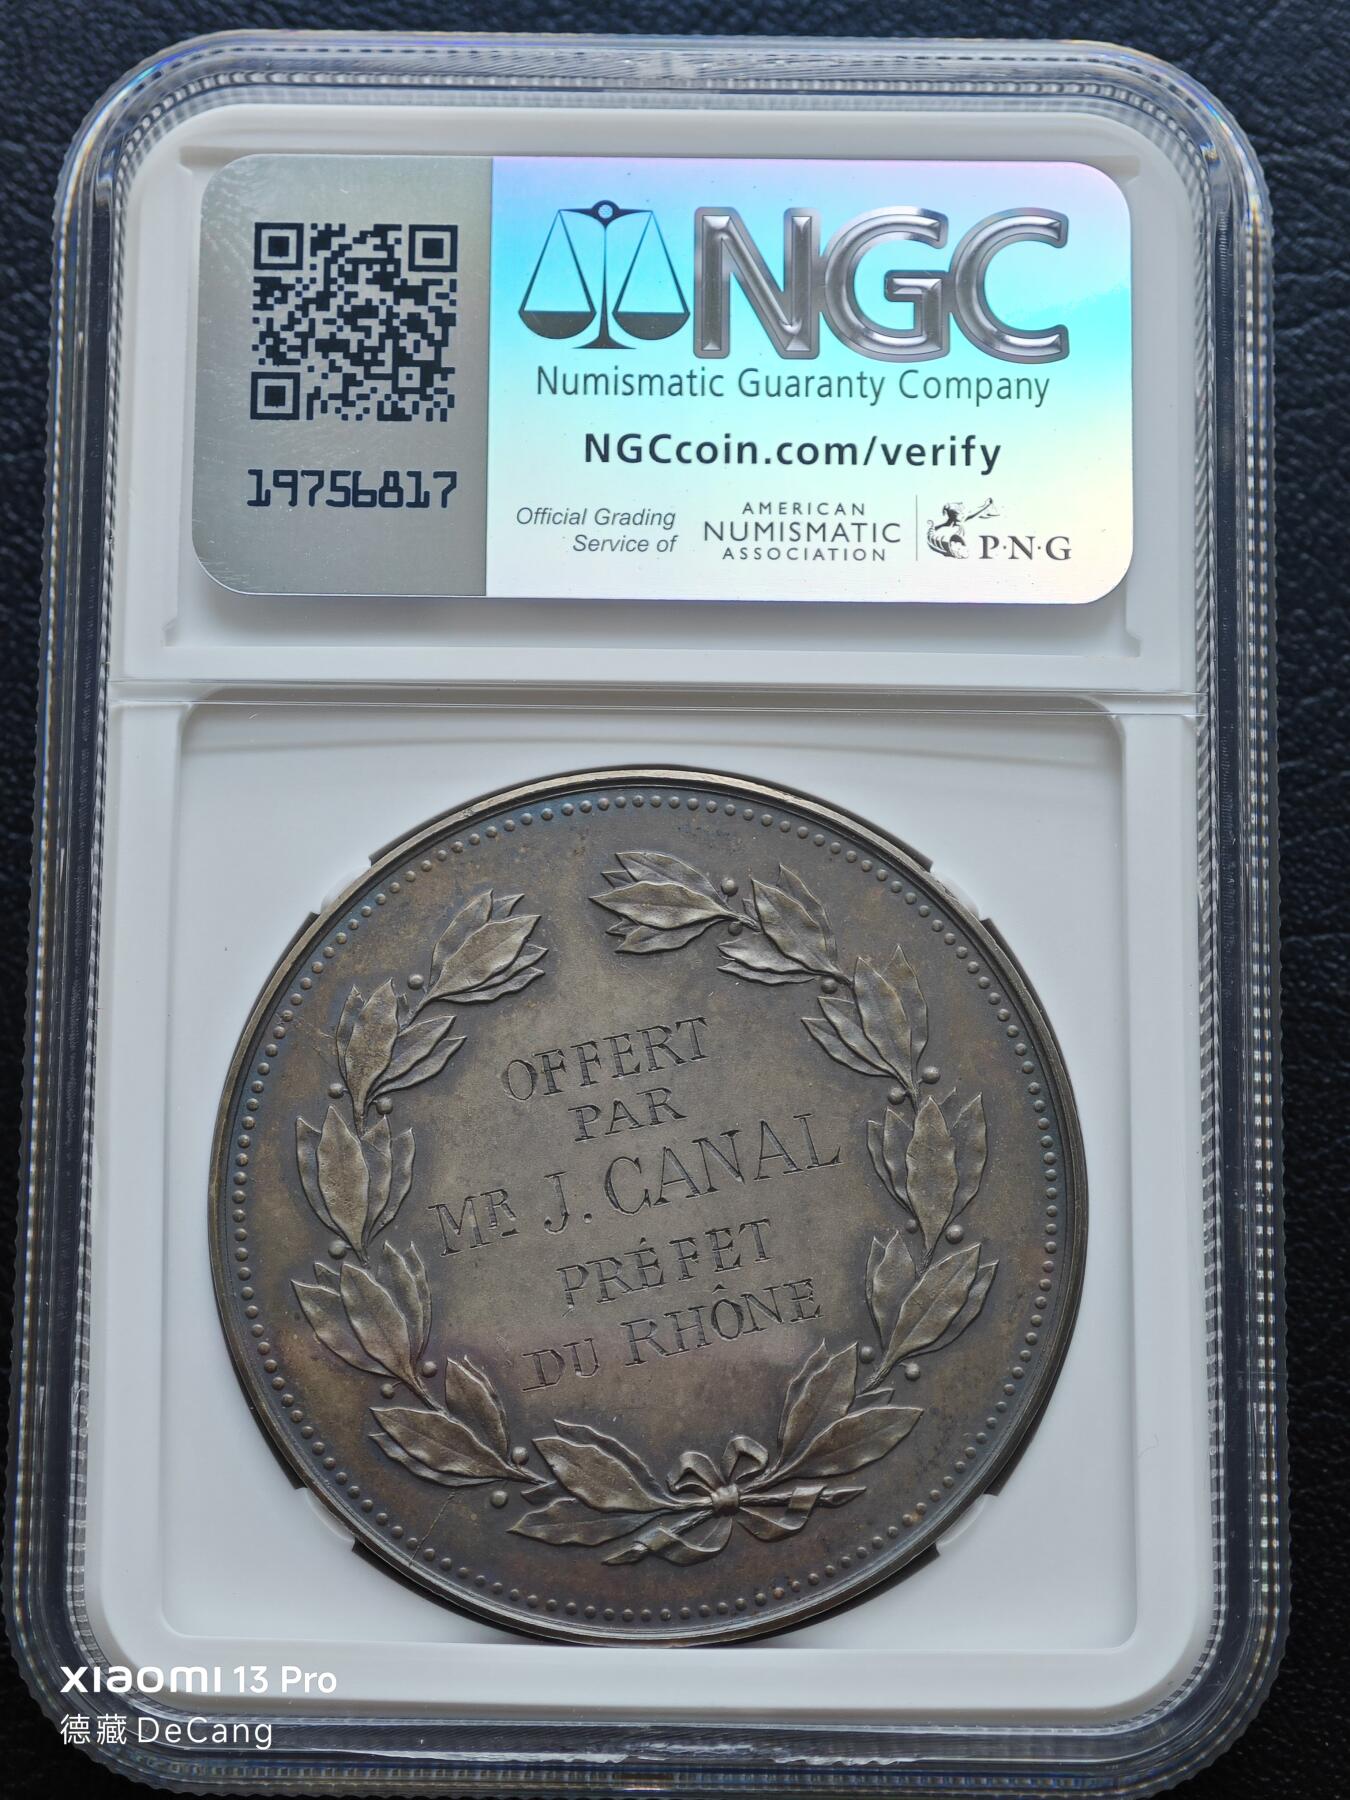 NGC
Numismatic Guaranty Company
NGCcoin.com/verify
19756817
Official Grading
Service of
AMERICAN
NUMISMATIC
ASSOCIATION
P·N·G
OFFERT
PAR
MR J. CANAL
PRÉFET
DU RHÔNE
xiaomi 13 Pro
德藏 DeCang